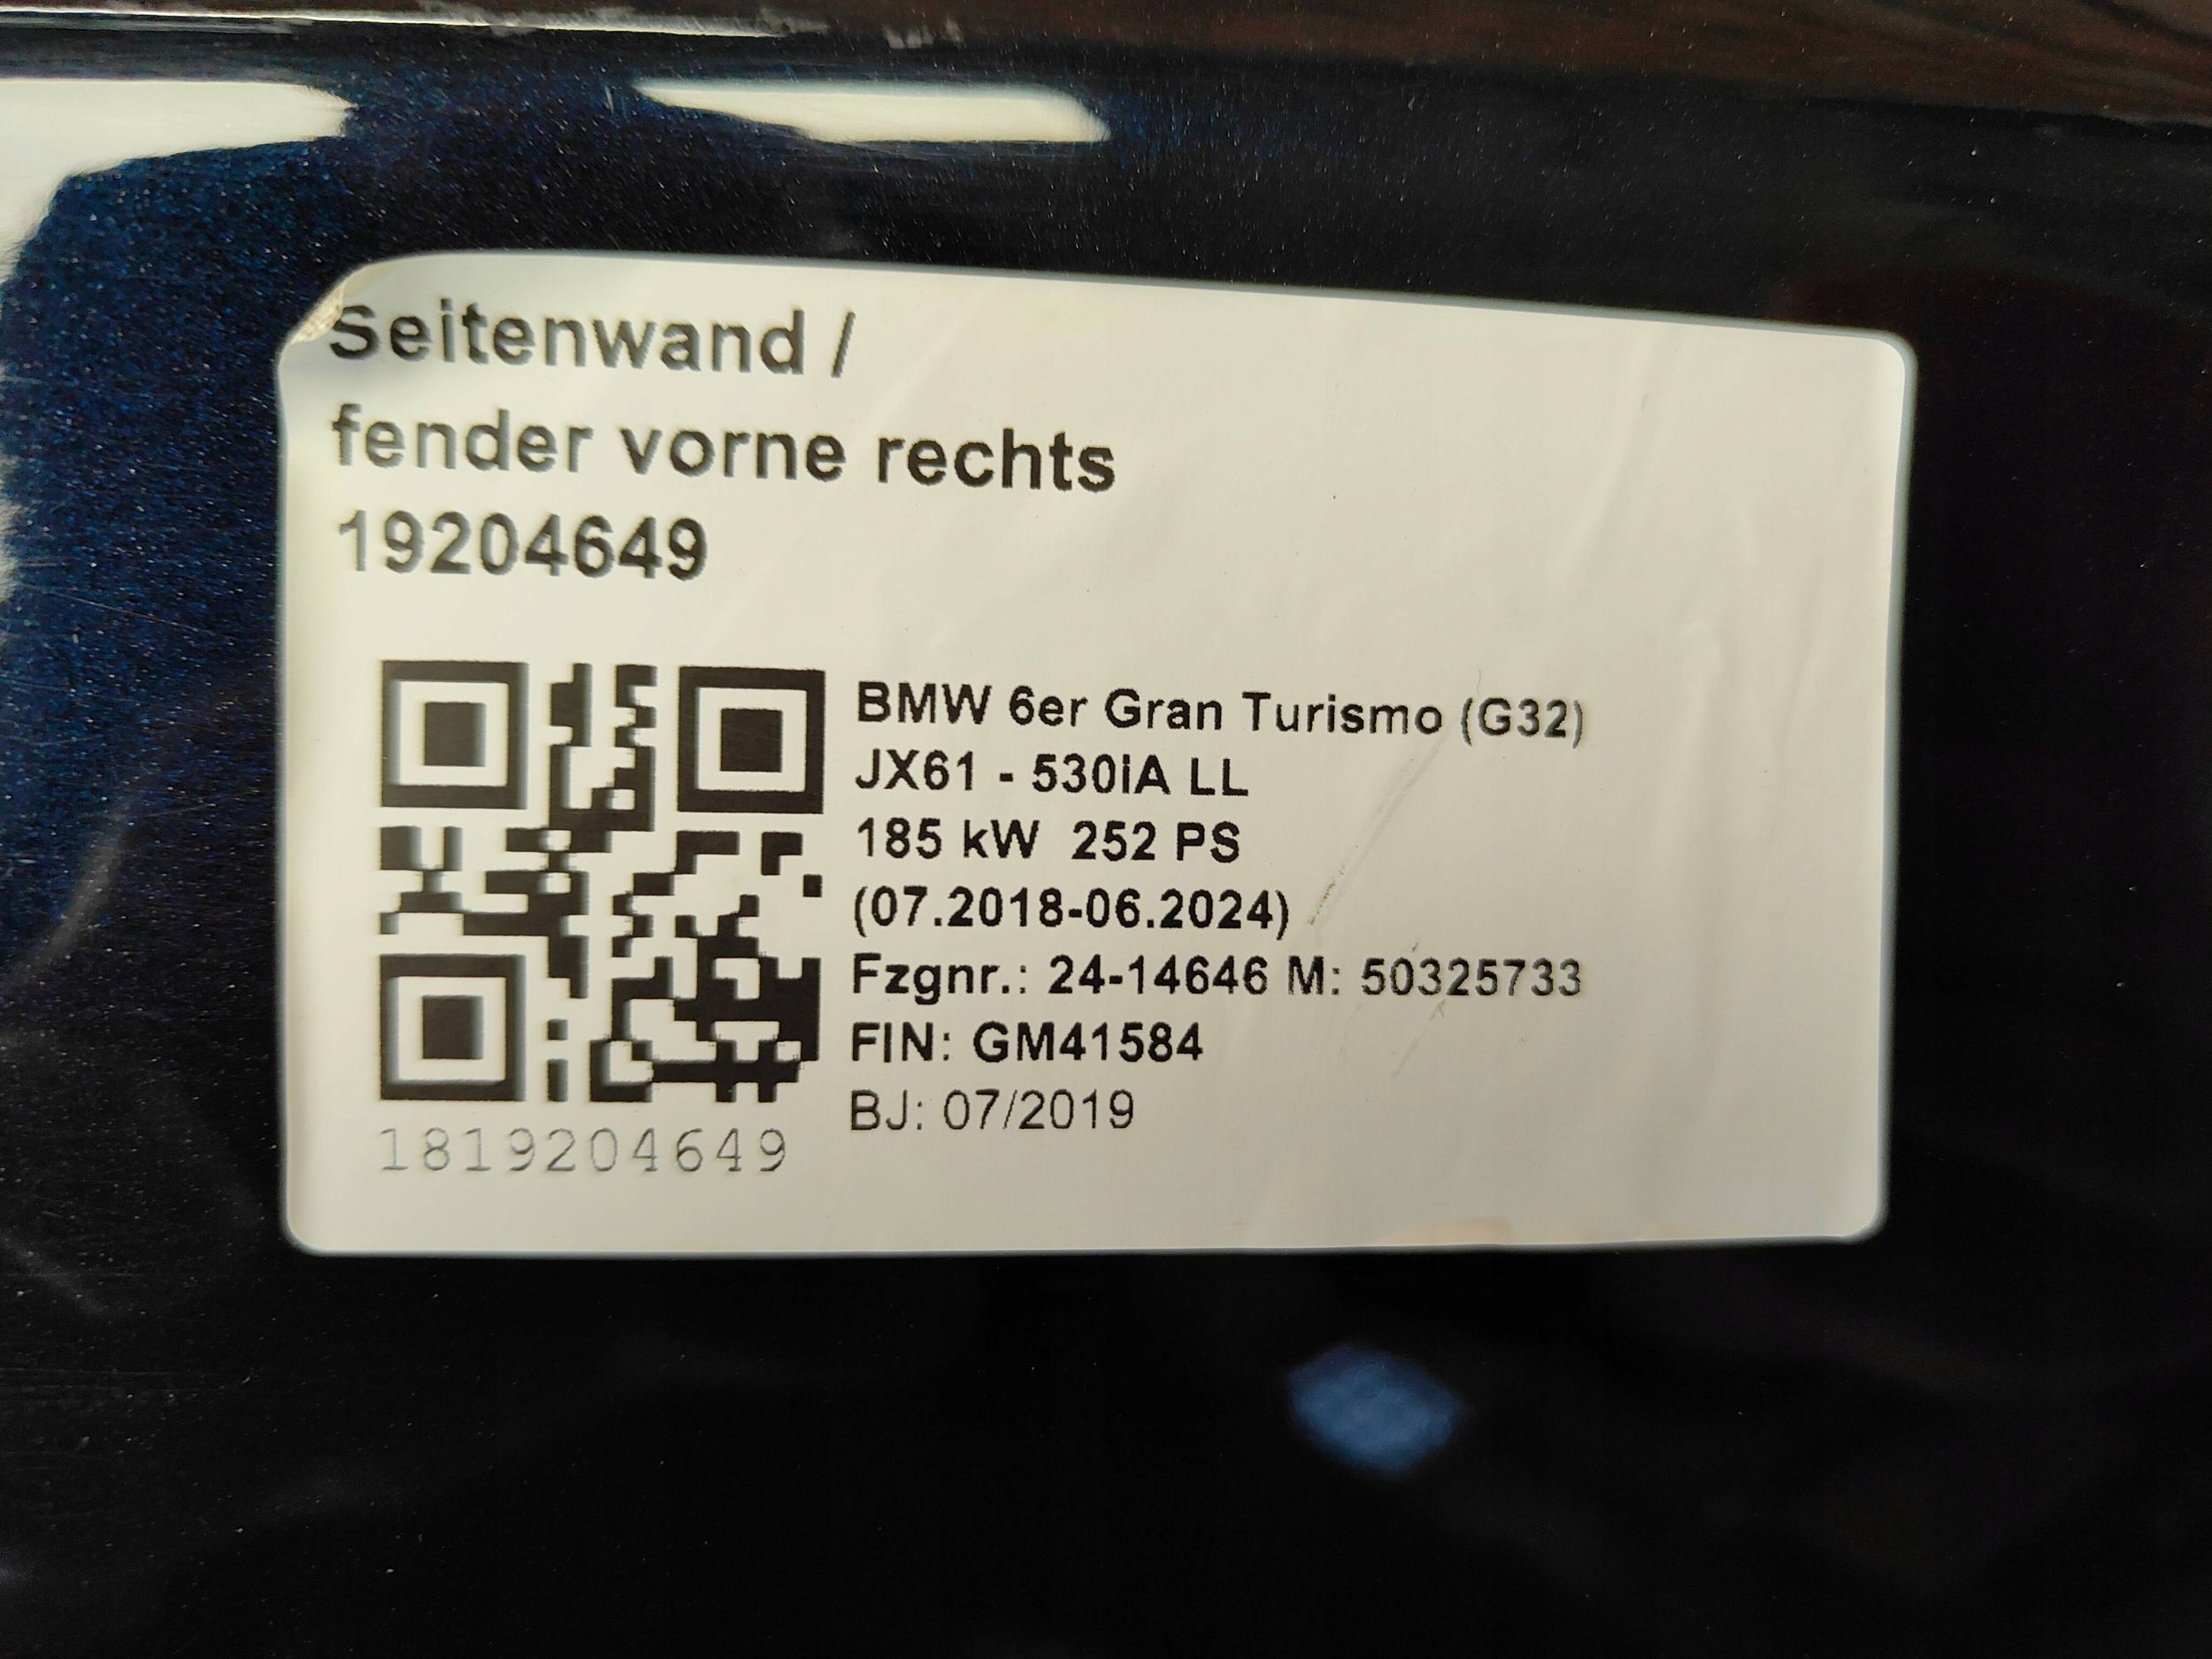 Seitenwand /
fender vorne rechts
19204649
BMW 6er Gran Turismo (G32)
JX61 - 530iA LL
185 kW 252 PS
(07.2018-06.2024)
Fzgnr.: 24-14646 M: 50325733
FIN: GM41584
BJ: 07/2019
1819204649